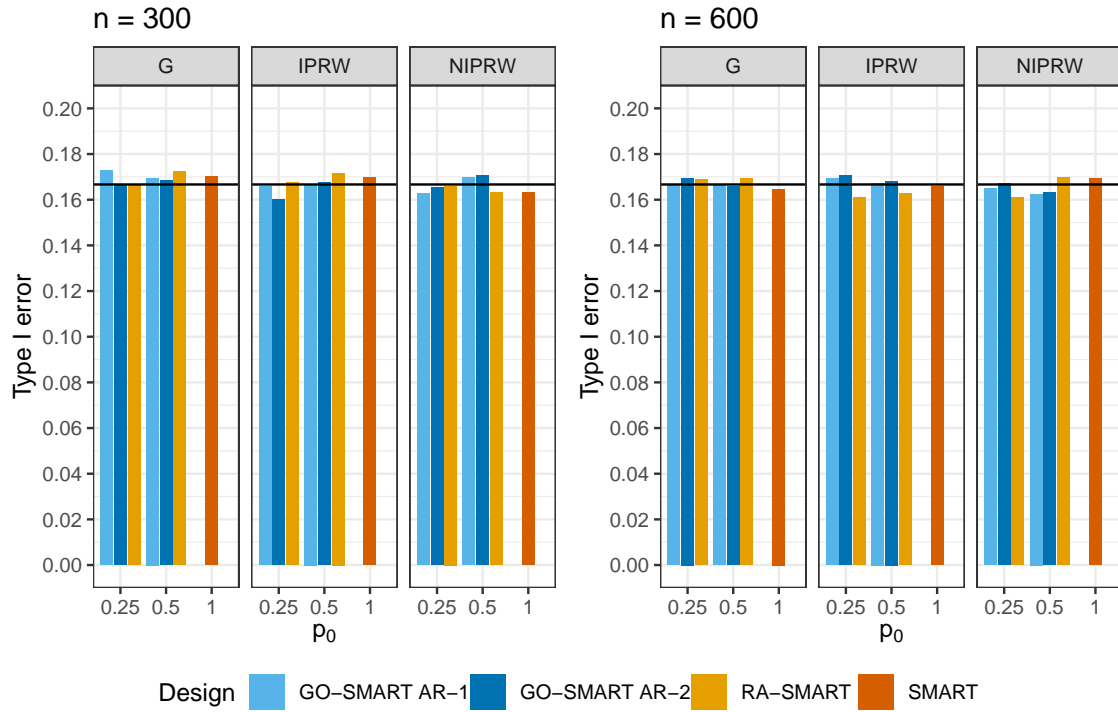 n = 300
n = 600
G IPRW NIPRW
G IPRW NIPRW
Type I error
0.20
0.18
0.16
0.14
0.12
0.10
0.08
0.06
0.04
0.02
0.00
0.25 0.5 1 0.25 0.5 1 0.25 0.5 1
p₀
Type I error
0.20
0.18
0.16
0.14
0.12
0.10
0.08
0.06
0.04
0.02
0.00
0.25 0.5 1 0.25 0.5 1 0.25 0.5 1
p₀
Design GO−SMART AR−1 GO−SMART AR−2 RA−SMART SMART